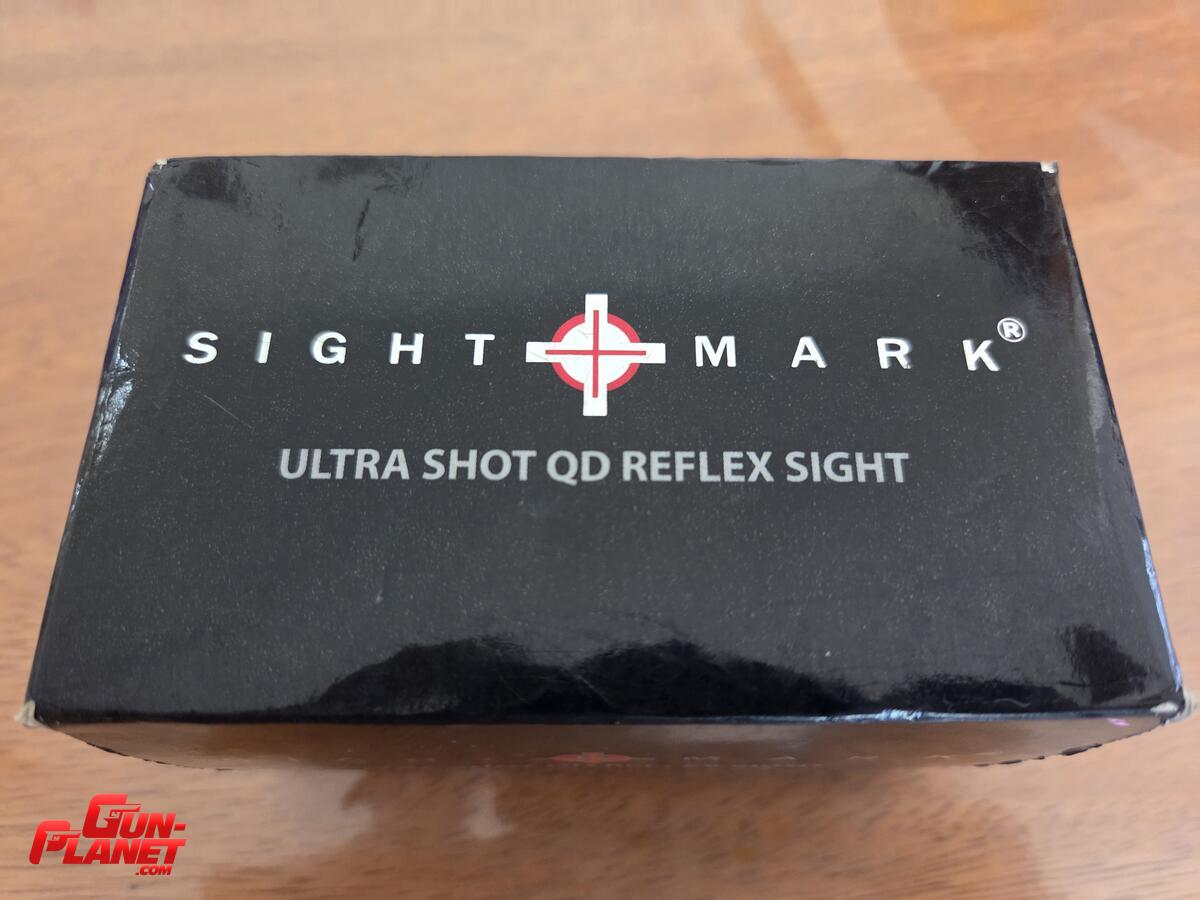 SIGHT MARK®
ULTRA SHOT QD REFLEX SIGHT
GUN-PLANET
.COM